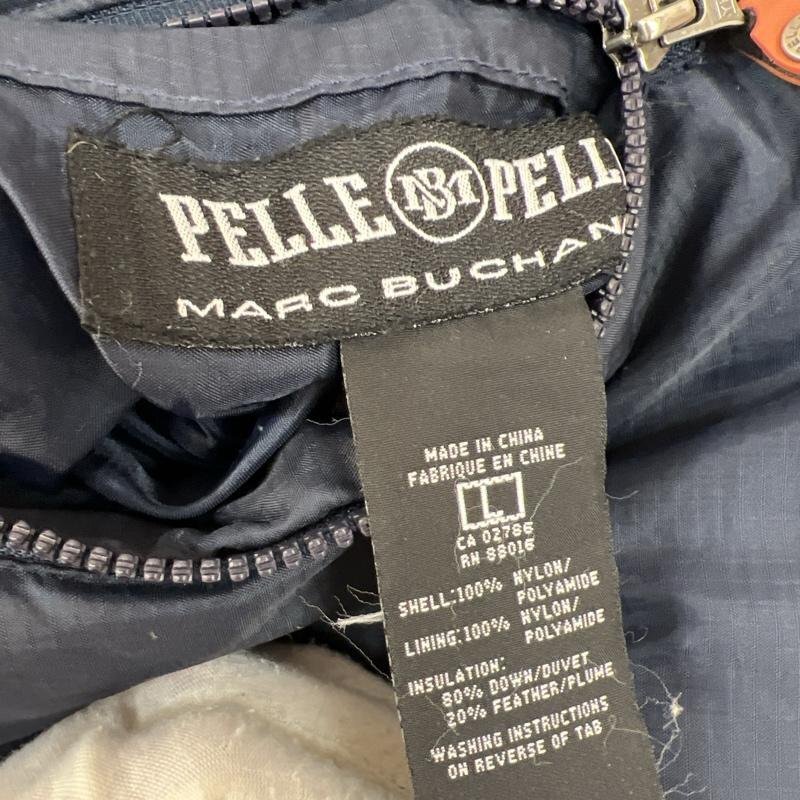 PELLE MB PELL
MARC BUCHAN
MADE IN CHINA
FABRIQUE EN CHINE
L
CA 02786
RN 88016
SHELL:100% NYLON/
POLYAMIDE
LINING:100% NYLON/
POLYAMIDE
INSULATION:
80% DOWN/DUVET
20% FEATHER/PLUME
WASHING INSTRUCTIONS
ON REVERSE OF TAB